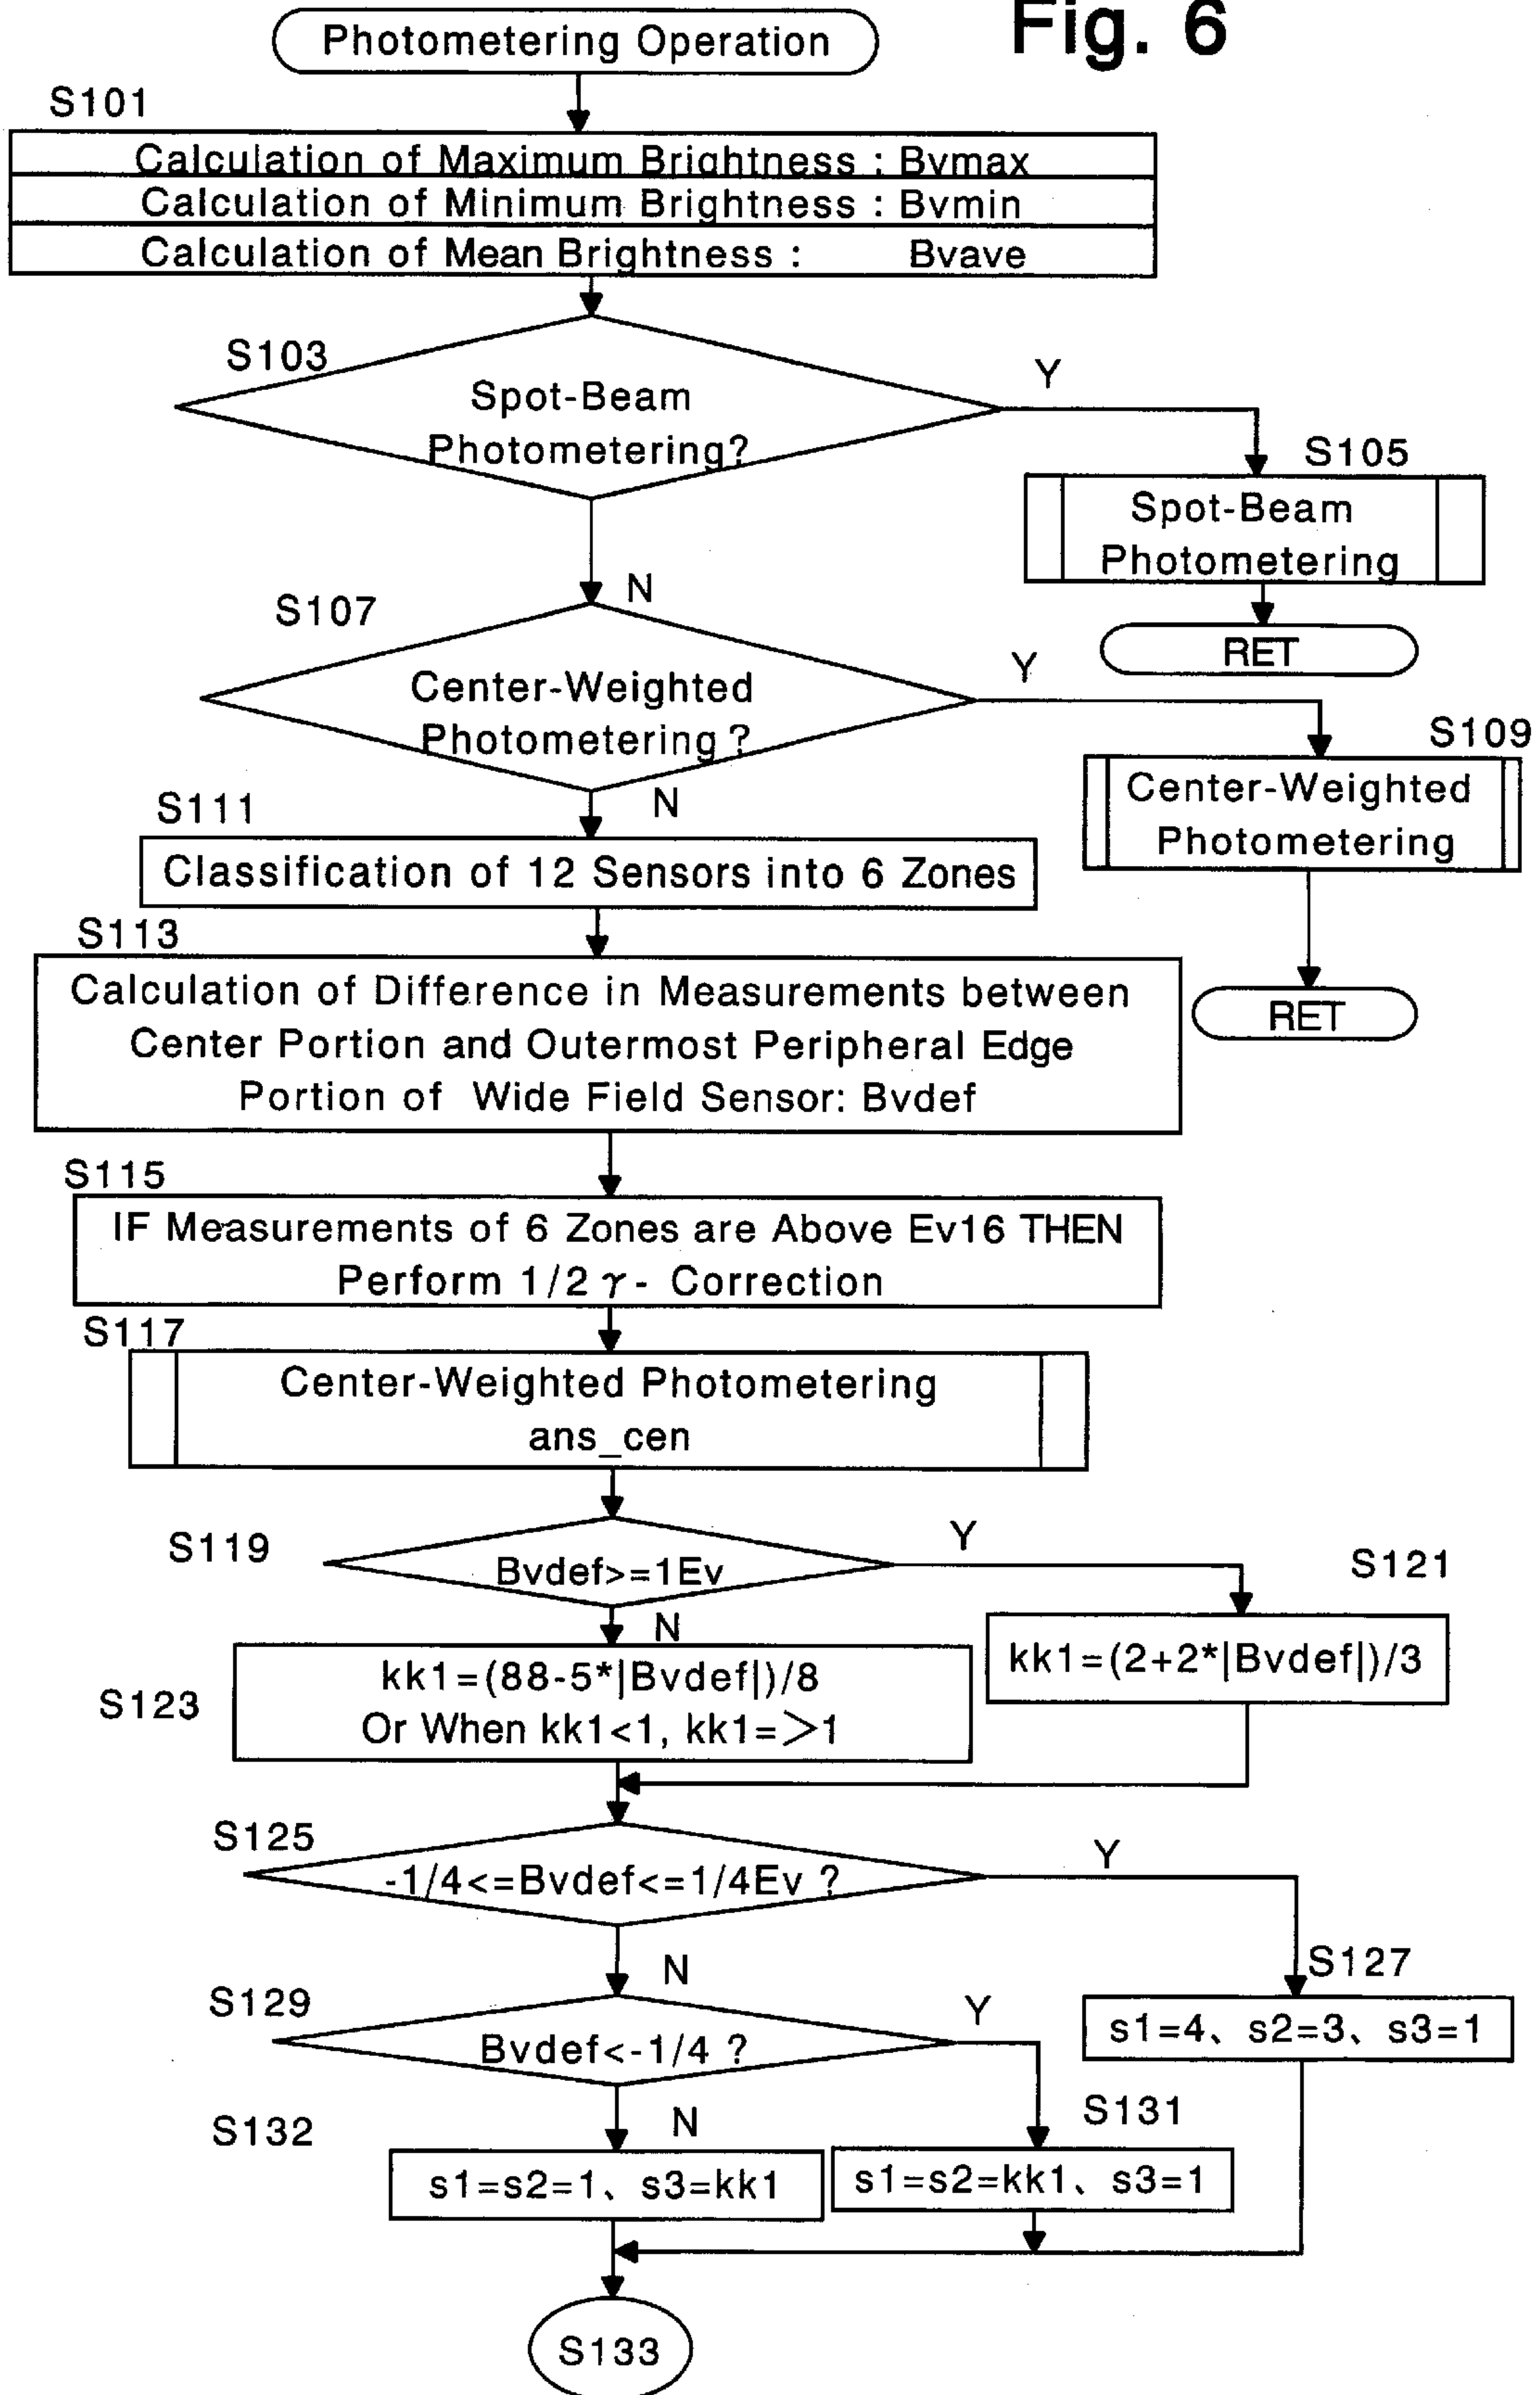 Fig. 6
Photometering Operation
S101
Calculation of Maximum Brightness : Bvmax
Calculation of Minimum Brightness : Bvmin
Calculation of Mean Brightness : Bvave
S103
Spot-Beam
Photometering?
Y
S105
Spot-Beam
Photometering
RET
N
S107
Center-Weighted
Photometering ?
Y
S109
Center-Weighted
Photometering
RET
N
S111
Classification of 12 Sensors into 6 Zones
S113
Calculation of Difference in Measurements between
Center Portion and Outermost Peripheral Edge
Portion of Wide Field Sensor: Bvdef
S115
IF Measurements of 6 Zones are Above Ev16 THEN
Perform 1/2 γ- Correction
S117
Center-Weighted Photometering
ans_cen
S119
Bvdef>=1Ev
Y
S121
kk1=(2+2*|Bvdef|)/3
N
S123
kk1=(88-5*|Bvdef|)/8
Or When kk1<1, kk1=>1
S125
-1/4<=Bvdef<=1/4Ev ?
Y
S127
s1=4、s2=3、s3=1
N
S129
Bvdef<-1/4 ?
Y
S131
s1=s2=kk1、s3=1
N
S132
s1=s2=1、s3=kk1
S133